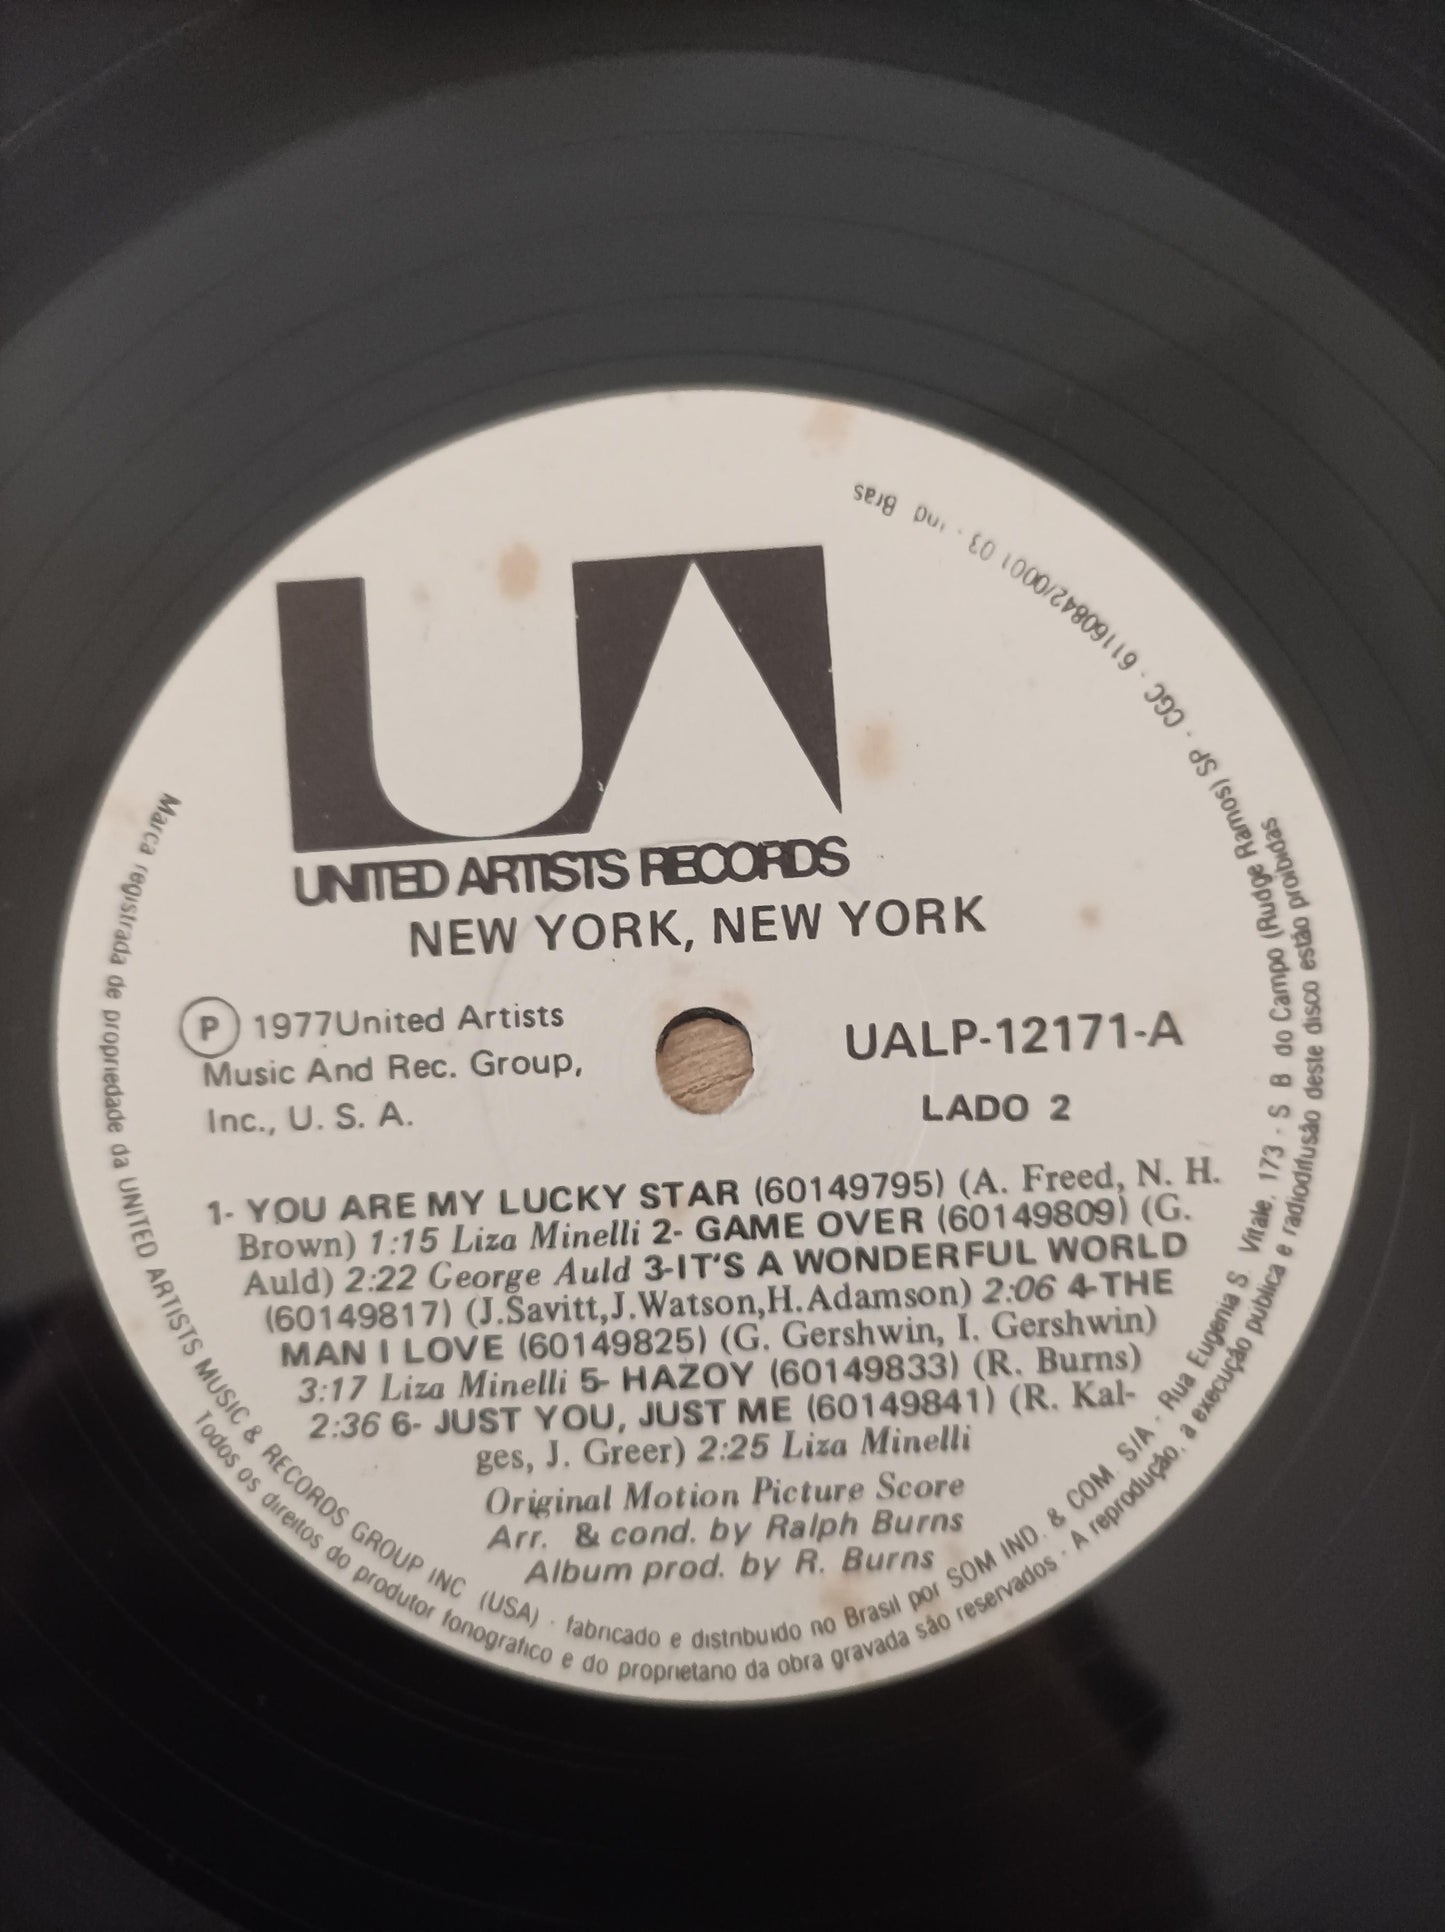 UA
UNITED ARTISTS RECORDS
NEW YORK, NEW YORK
Ⓟ 1977United Artists
Music And Rec. Group,
Inc., U. S. A.
UALP-12171-A
LADO 2
1- YOU ARE MY LUCKY STAR (60149795) (A. Freed, N. H.
Brown) 1:15 Liza Minelli 2- GAME OVER (60149809) (G.
Auld) 2:22 George Auld 3-IT'S A WONDERFUL WORLD
(60149817) (J.Savitt,J.Watson,H.Adamson) 2:06 4-THE
MAN I LOVE (60149825) (G. Gershwin, I. Gershwin)
3:17 Liza Minelli 5- HAZOY (60149833) (R. Burns)
2:36 6- JUST YOU, JUST ME (60149841) (R. Kal-
ges, J. Greer) 2:25 Liza Minelli
Original Motion Picture Score
Arr. & cond. by Ralph Burns
Album prod. by R. Burns
Marca registrada de propriedade da UNITED ARTISTS MUSIC & RECORDS GROUP INC (USA) · fabricado e distribuido no Brasil por SOM IND. & COM. S/A · Rua Eugenia S. Vitale, 173 · S B do Campo (Rudge Ramos) SP · CGC · 61160842/0001 03 · Ind Bras
Todos os direitos do produtor fonografico e do proprietario da obra gravada são reservados · A reprodução, a execução publica e radiodifusão deste disco estão proibidas